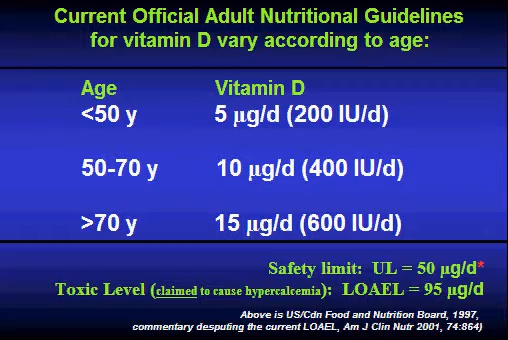 Current Official Adult Nutritional Guidelines
for vitamin D vary according to age:
Age Vitamin D
<50 y 5 μg/d (200 IU/d)
50-70 y 10 μg/d (400 IU/d)
>70 y 15 μg/d (600 IU/d)
Safety limit: UL = 50 μg/d*
Toxic Level (claimed to cause hypercalcemia): LOAEL = 95 μg/d
Above is US/Cdn Food and Nutrition Board, 1997,
commentary desputing the current LOAEL, Am J Clin Nutr 2001, 74:864)